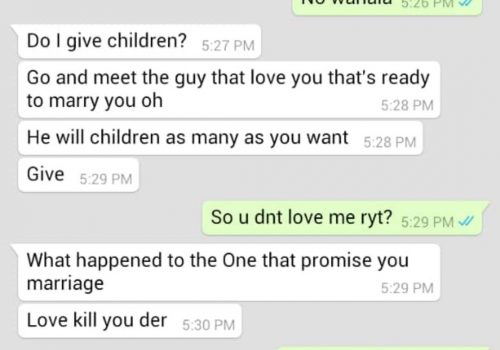 No wahala 5:26 PM
Do I give children? 5:27 PM
Go and meet the guy that love you that's ready
to marry you oh 5:28 PM
He will children as many as you want 5:28 PM
Give 5:29 PM
So u dnt love me ryt? 5:29 PM
What happened to the One that promise you
marriage 5:29 PM
Love kill you der 5:30 PM